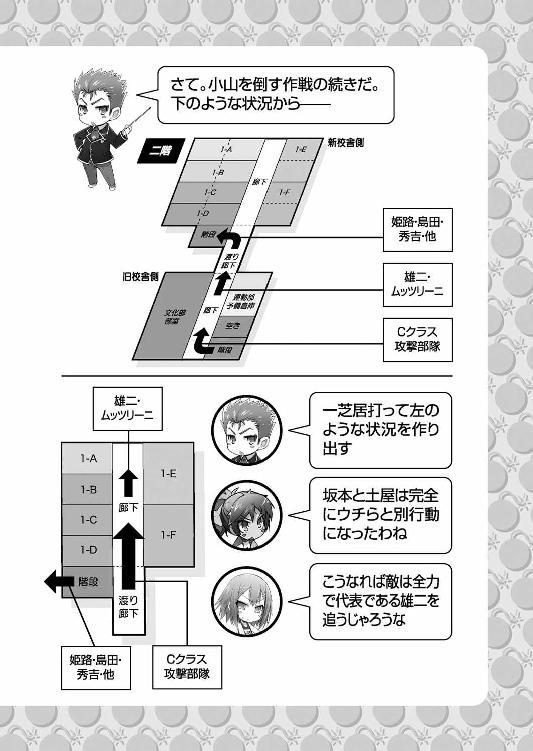 さて。小山を倒す作戦の続きだ。
下のような状況から――
二階
新校舎側
1-A
1-B
1-C
1-D
廊下
1-E
1-F
階段
渡り
廊下
姫路・島田・
秀吉・他
旧校舎側
文化部
部室
廊下
運動部
予備倉庫
空き
階段
雄二・
ムッツリーニ
Cクラス
攻撃部隊
雄二・
ムッツリーニ
1-A
1-B
1-C
1-D
階段
廊下
渡り
廊下
1-E
1-F
姫路・島田・
秀吉・他
Cクラス
攻撃部隊
一芝居打って左の
ような状況を作り
出す
坂本と土屋は完全
にウチらと別行動
になったわね
こうなれば敵は全力
で代表である雄二を
追うじゃろうな